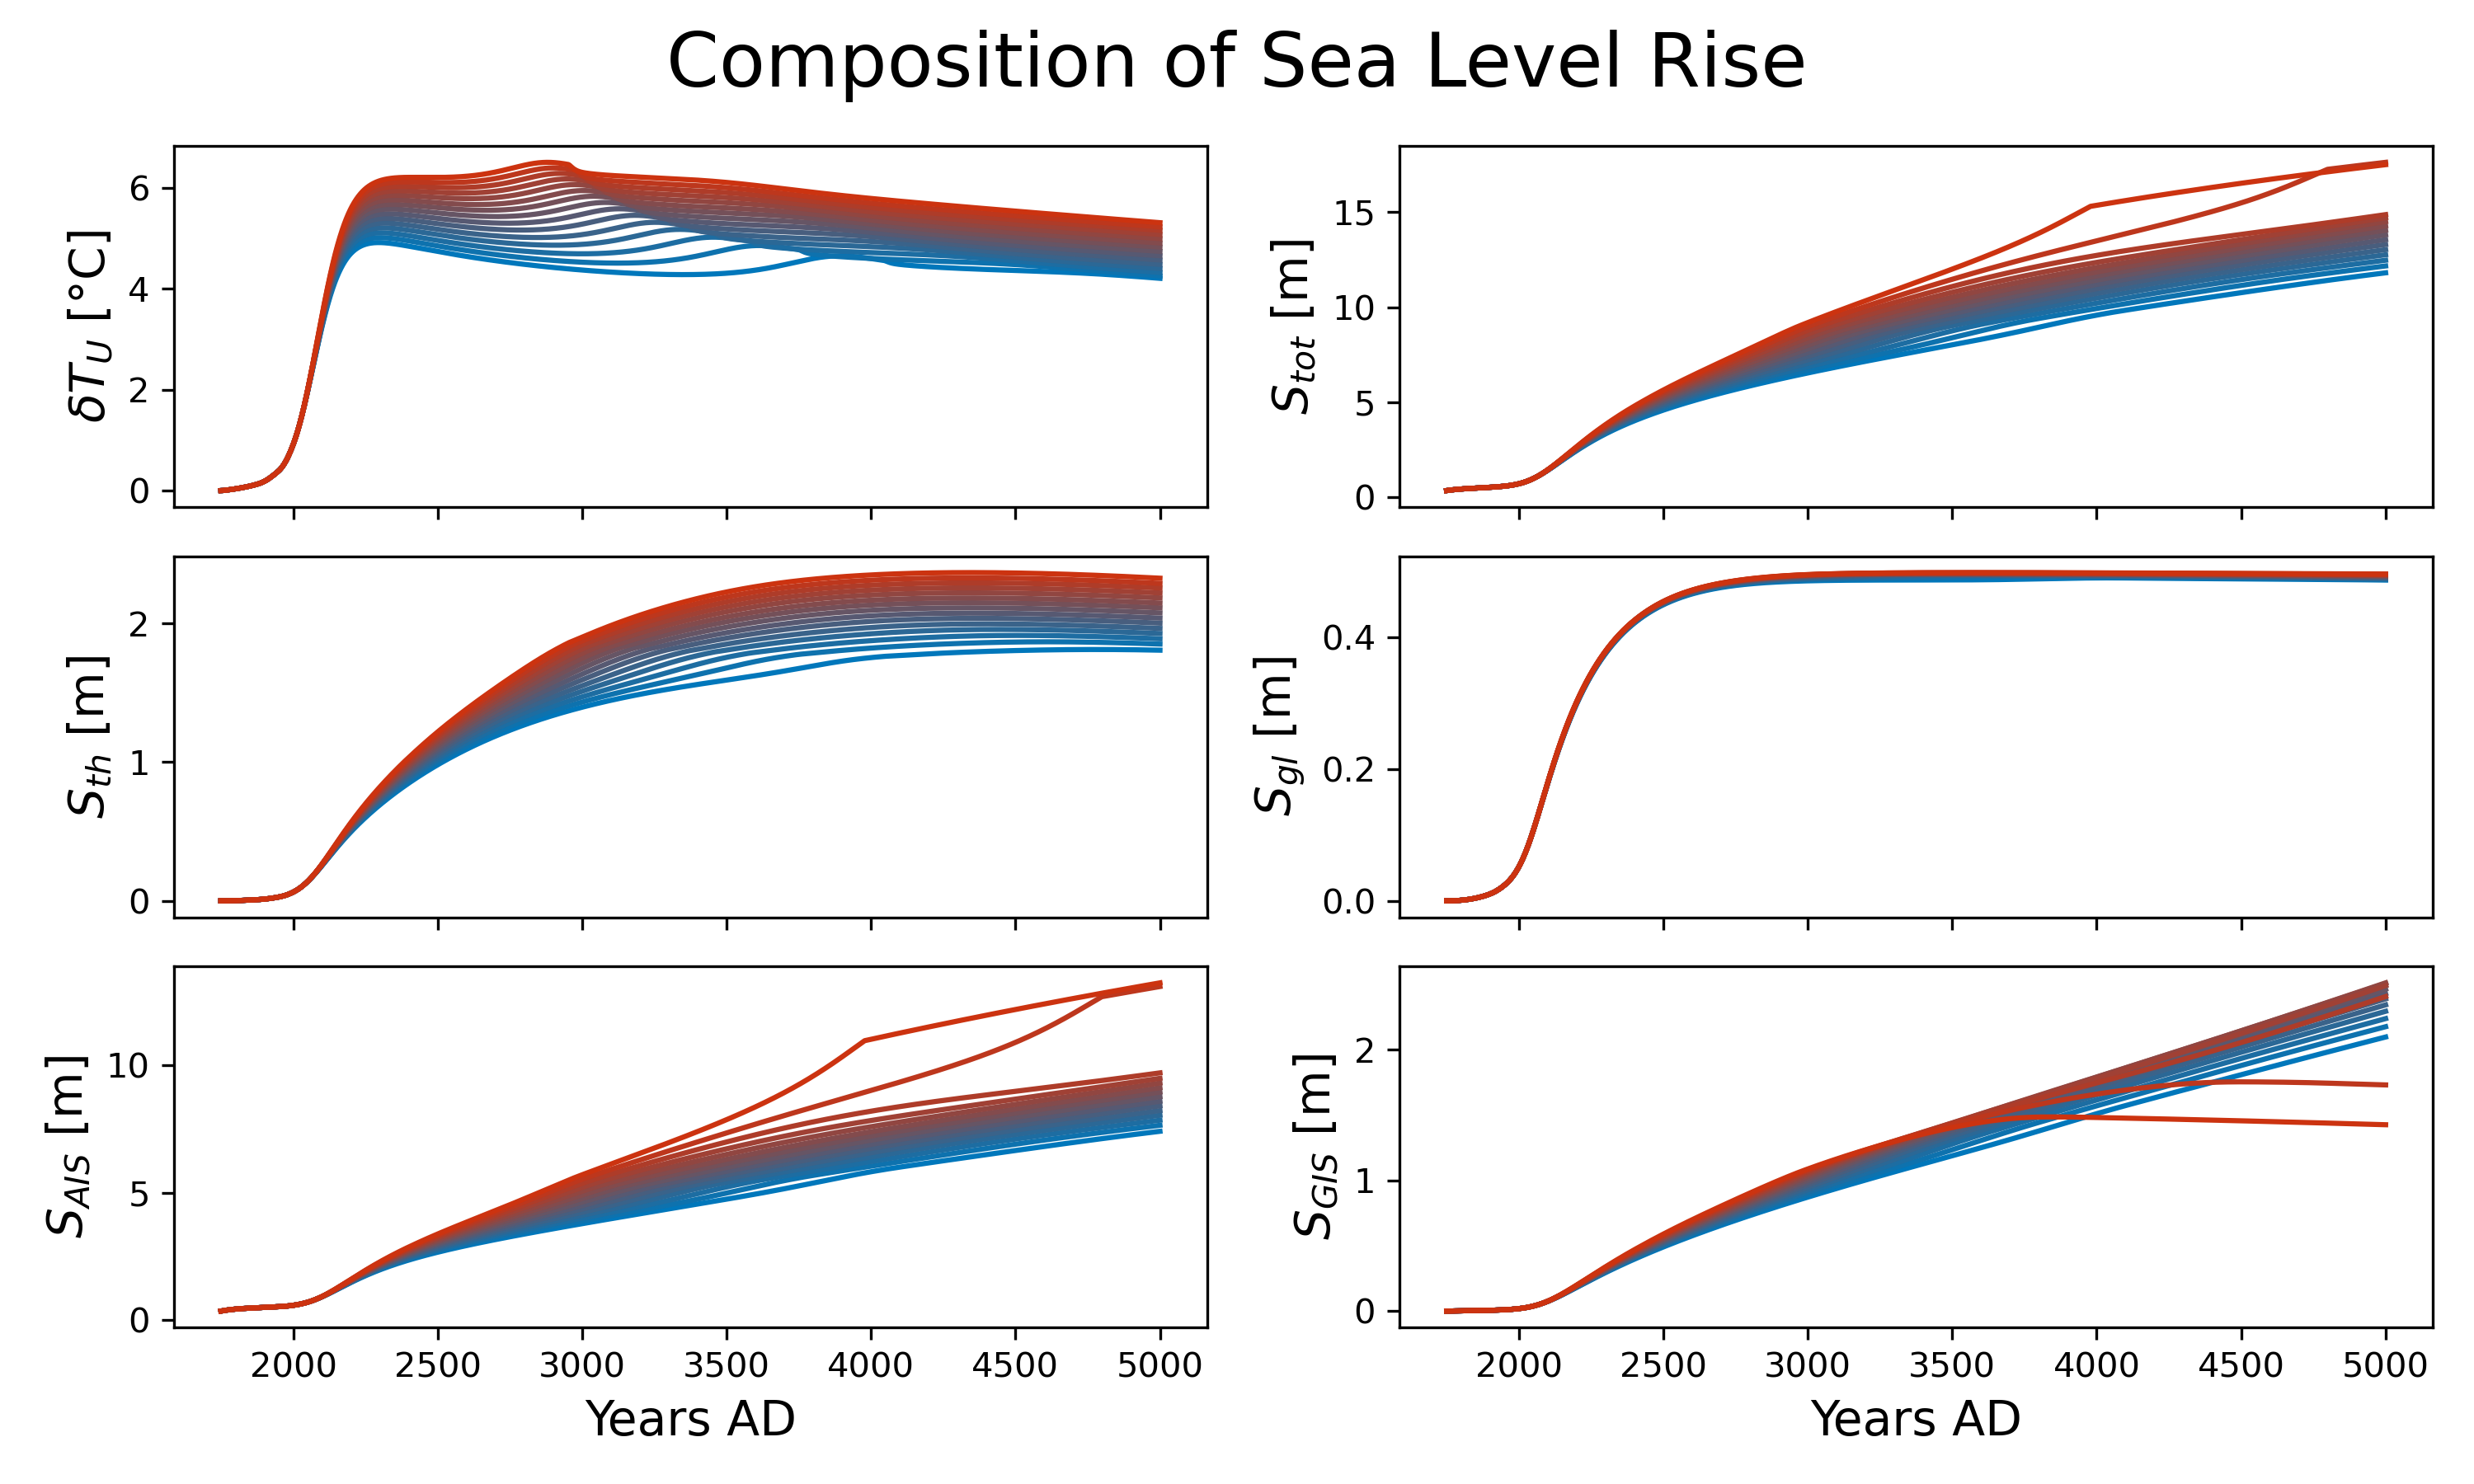 Composition of Sea Level Rise
δT_U [°C]
6
4
2
0
S_tot [m]
15
10
5
0
S_th [m]
2
1
0
S_gl [m]
0.4
0.2
0.0
S_AIS [m]
10
5
0
2000 2500 3000 3500 4000 4500 5000
Years AD
S_GIS [m]
2
1
0
2000 2500 3000 3500 4000 4500 5000
Years AD